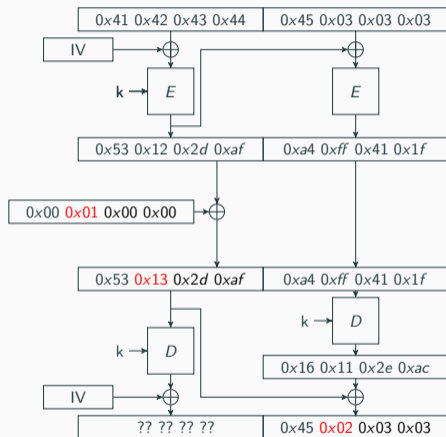 0x41 0x42 0x43 0x44 0x45 0x03 0x03 0x03
IV
k E E
0x53 0x12 0x2d 0xaf 0xa4 0xff 0x41 0x1f
0x00 0x01 0x00 0x00
0x53 0x13 0x2d 0xaf 0xa4 0xff 0x41 0x1f
k D
k D
0x16 0x11 0x2e 0xac
IV
?? ?? ?? ?? 0x45 0x02 0x03 0x03